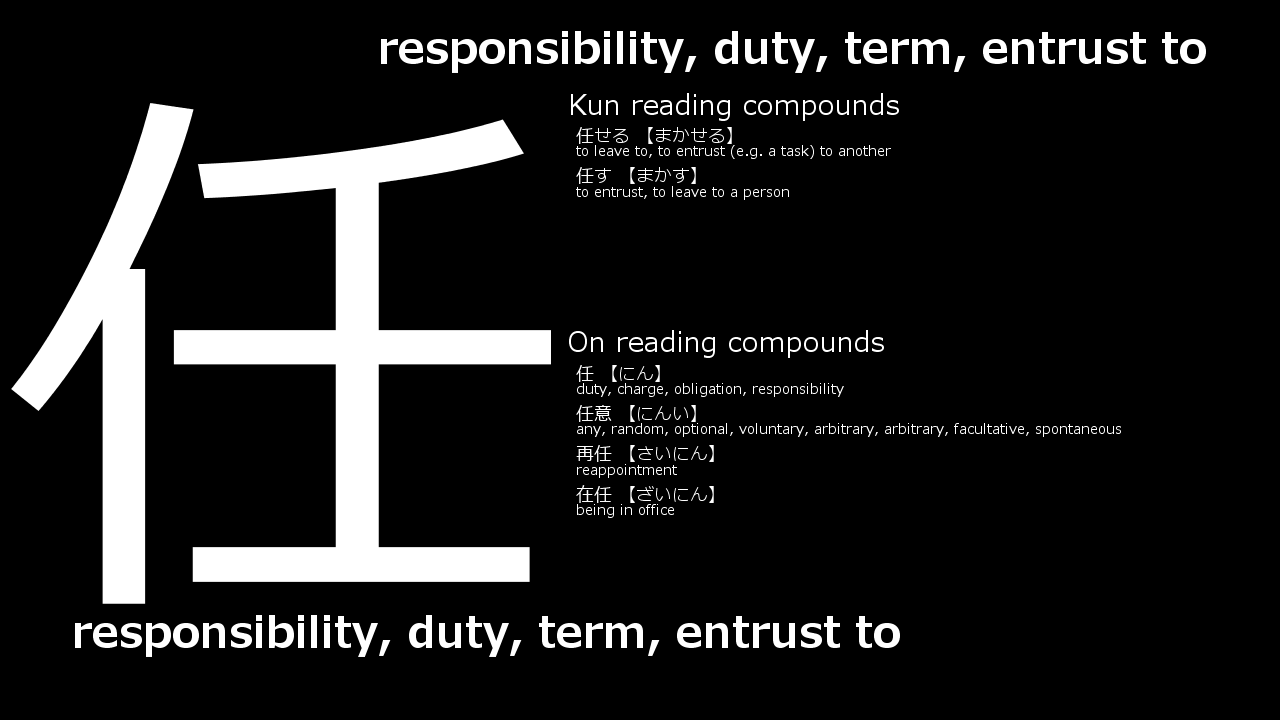 responsibility, duty, term, entrust to
任
Kun reading compounds
任せる 【まかせる】
to leave to, to entrust (e.g. a task) to another
任す 【まかす】
to entrust, to leave to a person
On reading compounds
任 【にん】
duty, charge, obligation, responsibility
任意 【にんい】
any, random, optional, voluntary, arbitrary, arbitrary, facultative, spontaneous
再任 【さいにん】
reappointment
在任 【ざいにん】
being in office
responsibility, duty, term, entrust to